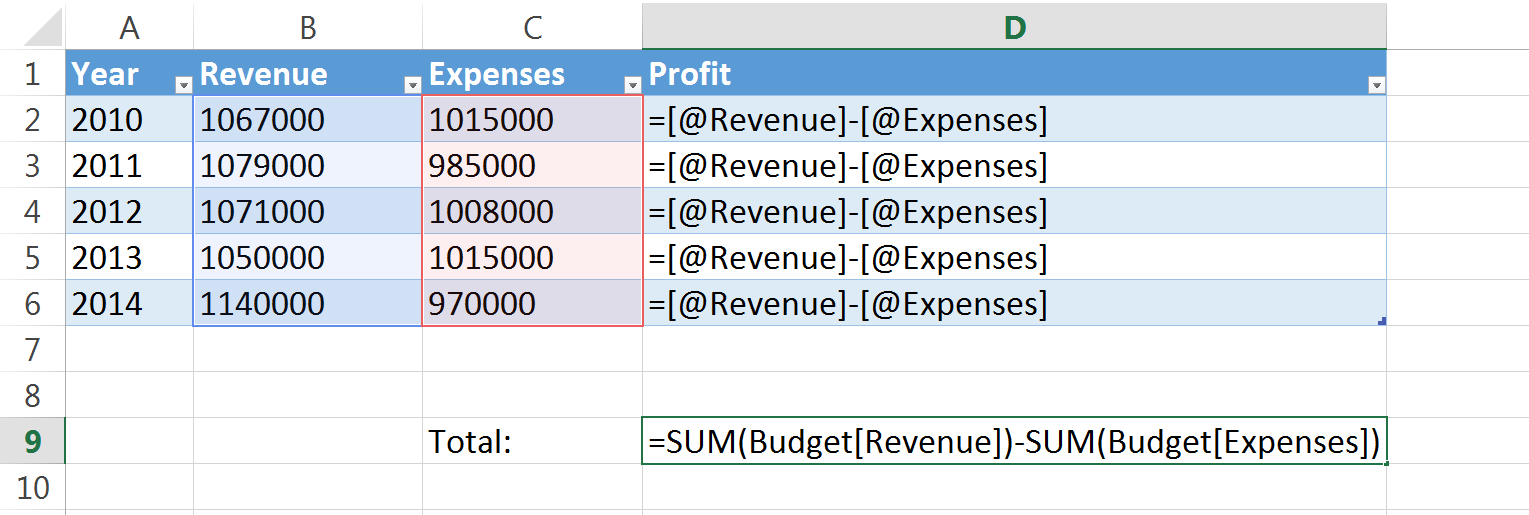 A B C D
1 Year Revenue Expenses Profit
2 2010 1067000 1015000 =[@Revenue]-[@Expenses]
3 2011 1079000 985000 =[@Revenue]-[@Expenses]
4 2012 1071000 1008000 =[@Revenue]-[@Expenses]
5 2013 1050000 1015000 =[@Revenue]-[@Expenses]
6 2014 1140000 970000 =[@Revenue]-[@Expenses]
7
8
9 Total: =SUM(Budget[Revenue])-SUM(Budget[Expenses])
10